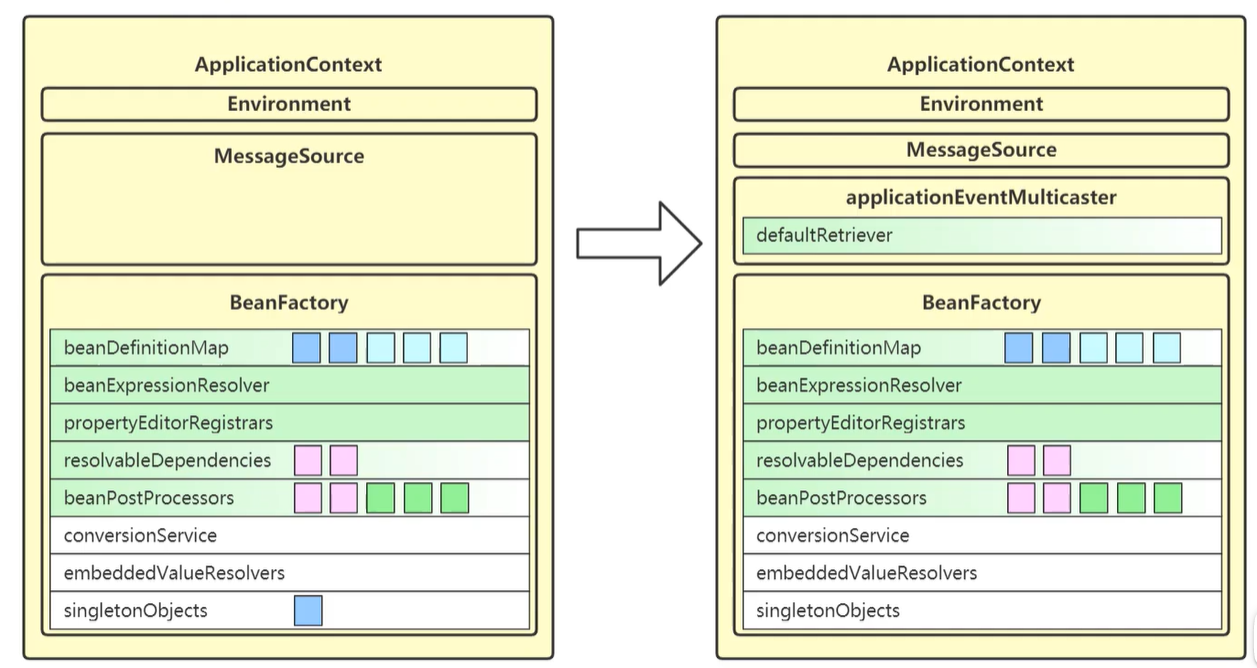 ApplicationContext
Environment
MessageSource
BeanFactory
beanDefinitionMap
beanExpressionResolver
propertyEditorRegistrars
resolvableDependencies
beanPostProcessors
conversionService
embeddedValueResolvers
singletonObjects
ApplicationContext
Environment
MessageSource
applicationEventMulticaster
defaultRetriever
BeanFactory
beanDefinitionMap
beanExpressionResolver
propertyEditorRegistrars
resolvableDependencies
beanPostProcessors
conversionService
embeddedValueResolvers
singletonObjects